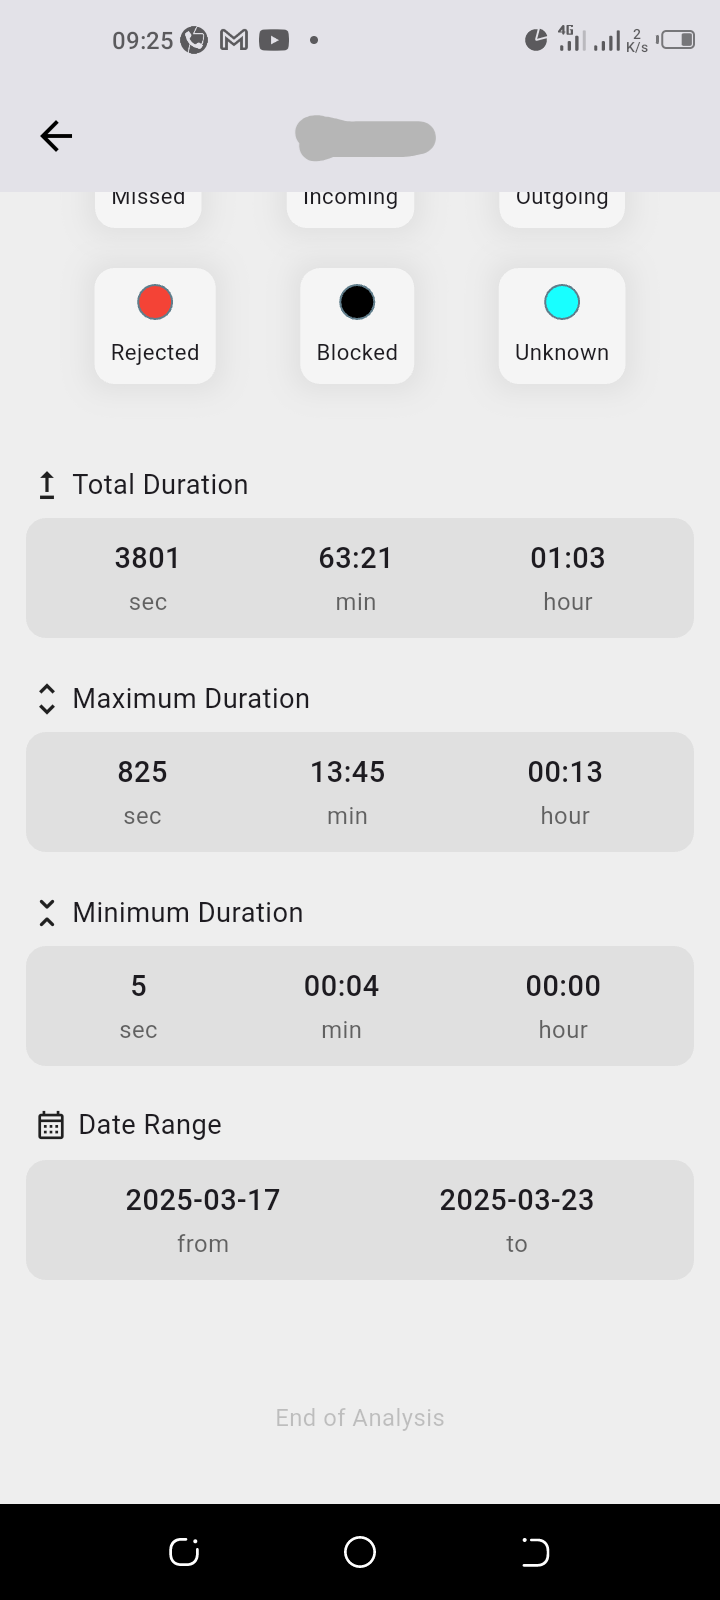 09:25 4G 2 K/s
Missed Incoming Outgoing
Rejected Blocked Unknown
Total Duration
3801 63:21 01:03
sec min hour
Maximum Duration
825 13:45 00:13
sec min hour
Minimum Duration
5 00:04 00:00
sec min hour
Date Range
2025-03-17 2025-03-23
from to
End of Analysis